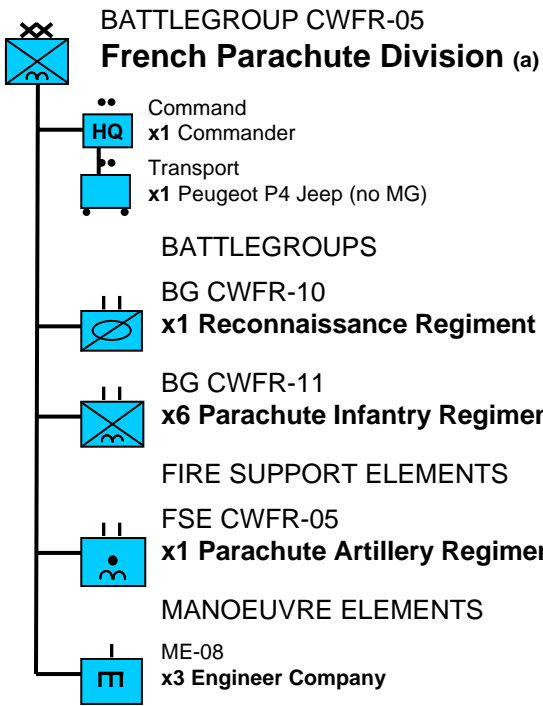 BATTLEGROUP CWFR-05
French Parachute Division (a)
Command
HQ
x1 Commander
Transport
x1 Peugeot P4 Jeep (no MG)
BATTLEGROUPS
BG CWFR-10
x1 Reconnaissance Regiment
BG CWFR-11
x6 Parachute Infantry Regimen
FIRE SUPPORT ELEMENTS
FSE CWFR-05
x1 Parachute Artillery Regimen
MANOEUVRE ELEMENTS
ME-08
x3 Engineer Company